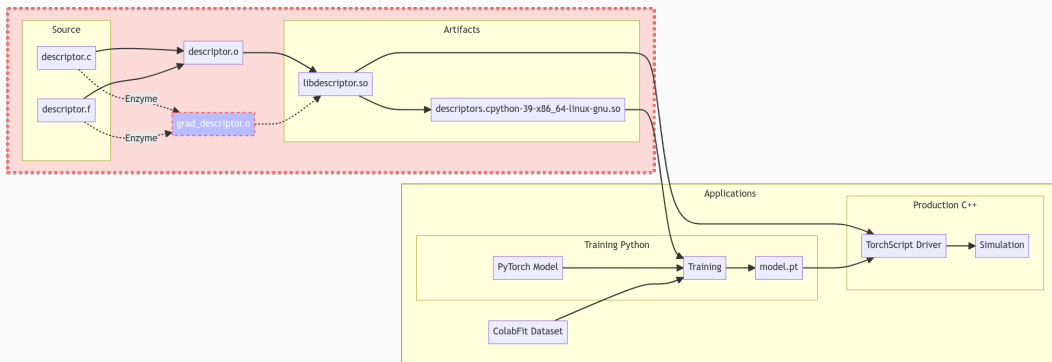 Source
Artifacts
descriptor.c
descriptor.o
libdescriptor.so
Enzyme
descriptor.f
descriptors.cpython-39-x86_64-linux-gnu.so
grad_descriptor.o
Enzyme
Applications
Production C++
Training Python
TorchScript Driver
Simulation
PyTorch Model
Training
model.pt
ColabFit Dataset